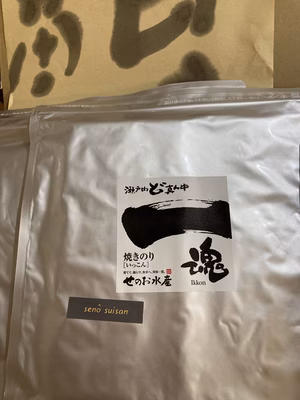 瀬戸内ど真ん中
一魂
Ikkon
焼きのり
[いっこん]
せのお水産
seno suisan